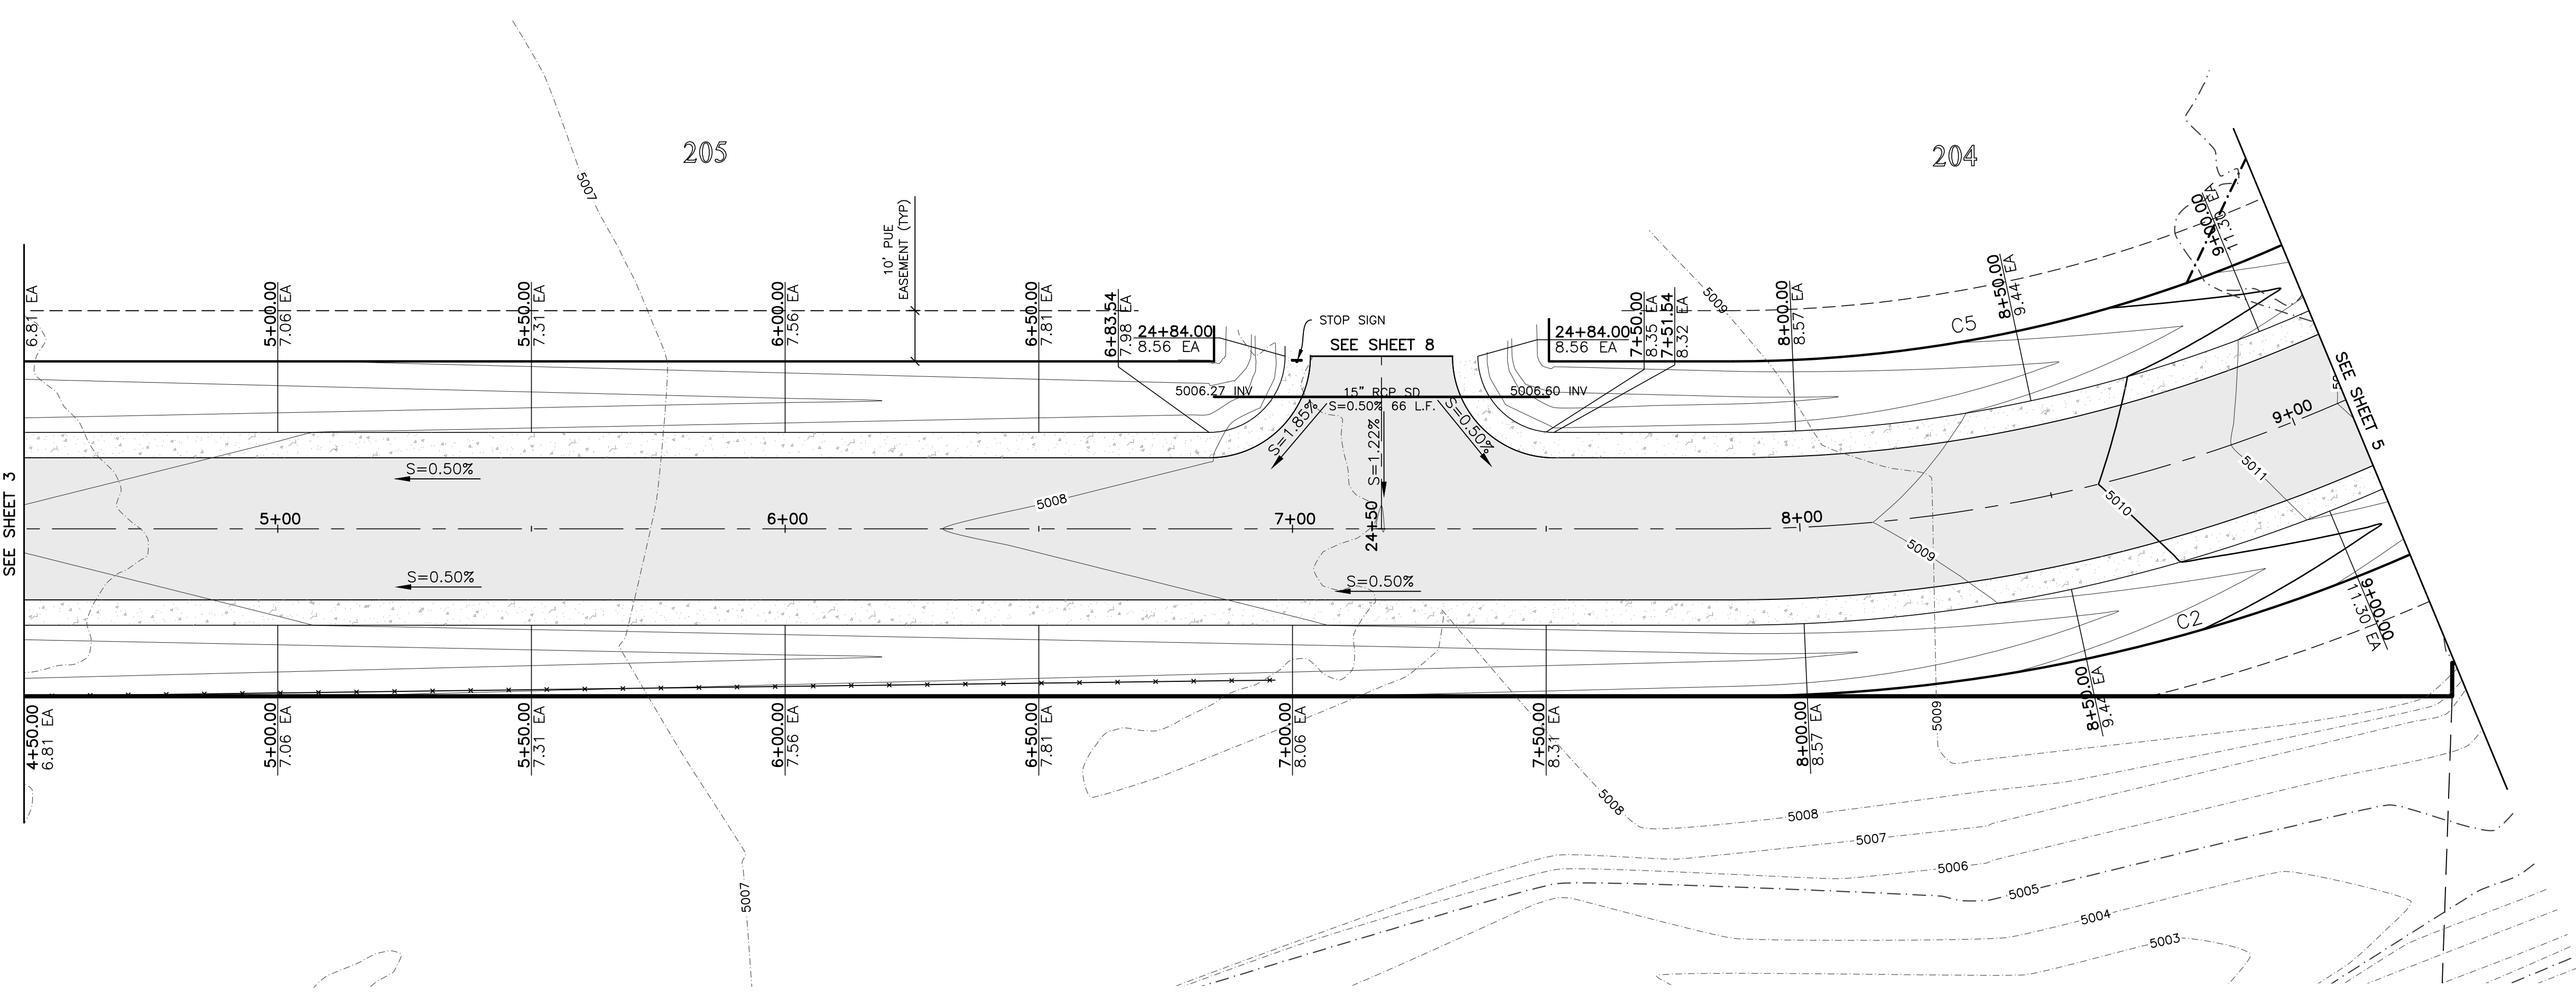 205
204
5007
10' PUE
EASEMENT (TYP)
6.81 EA
5+00.00
7.06 EA
5+50.00
7.31 EA
6+00.00
7.56 EA
6+50.00
7.81 EA
6+83.54
7.98 EA
24+84.00
8.56 EA
STOP SIGN
SEE SHEET 8
24+84.00
8.56 EA
7+50.00
8.35 EA
7+51.54
8.32 EA
5009
8+00.00
8.57 EA
C5
8+50.00
9.44 EA
9+00.00
11.30 EA
5006.27 INV
15" RCP SD
S=0.50% 66 L.F.
5006.60 INV
S=1.85%
S=1.22%
S=0.50%
SEE SHEET 5
9+00
SEE SHEET 3
S=0.50%
5008
5011
5010
5+00
6+00
7+00
24+50
8+00
5009
S=0.50%
S=0.50%
C2
9+00.00
11.30 EA
4+50.00
6.81 EA
5+00.00
7.06 EA
5+50.00
7.31 EA
6+00.00
7.56 EA
6+50.00
7.81 EA
7+00.00
8.06 EA
7+50.00
8.31 EA
8+00.00
8.57 EA
5009
8+50.00
9.44 EA
5008
5008
5007
5006
5007
5005
5004
5003